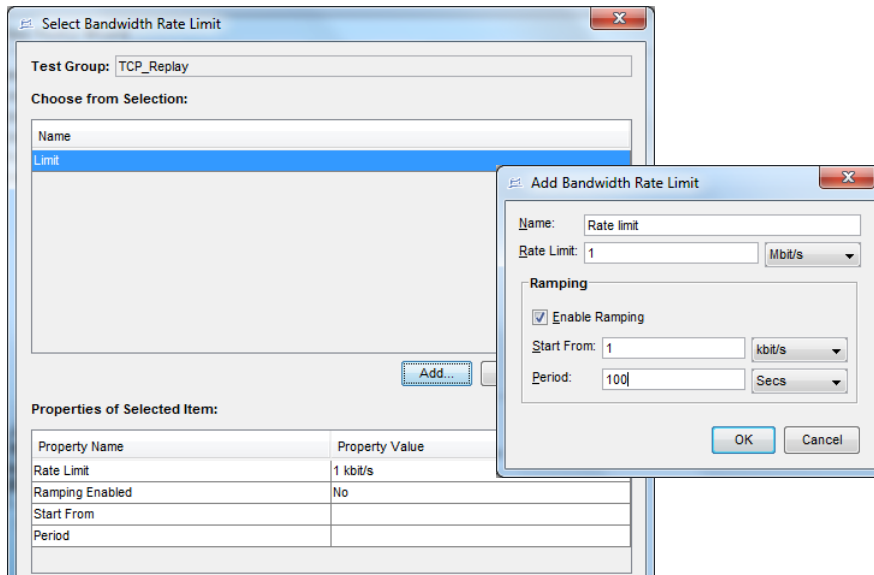 Select Bandwidth Rate Limit
Test Group: TCP_Replay
Choose from Selection:
Name
Limit
Add...
Properties of Selected Item:
Property Name Property Value
Rate Limit 1 kbit/s
Ramping Enabled No
Start From
Period
Add Bandwidth Rate Limit
Name: Rate limit
Rate Limit: 1 Mbit/s
Ramping
Enable Ramping
Start From: 1 kbit/s
Period: 100 Secs
OK Cancel